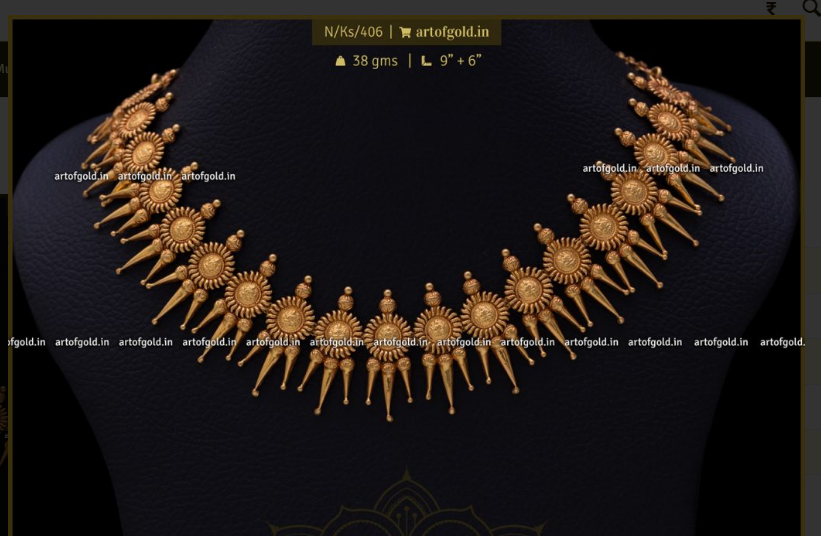 ₹
N/Ks/406 | artofgold.in
38 gms | 9” + 6”
artofgold.in artofgold.in artofgold.in
artofgold.in artofgold.in artofgold.in
artofgold.in artofgold.in artofgold.in artofgold.in artofgold.in artofgold.in artofgold.in artofgold.in artofgold.in artofgold.in artofgold.in artofgold.in